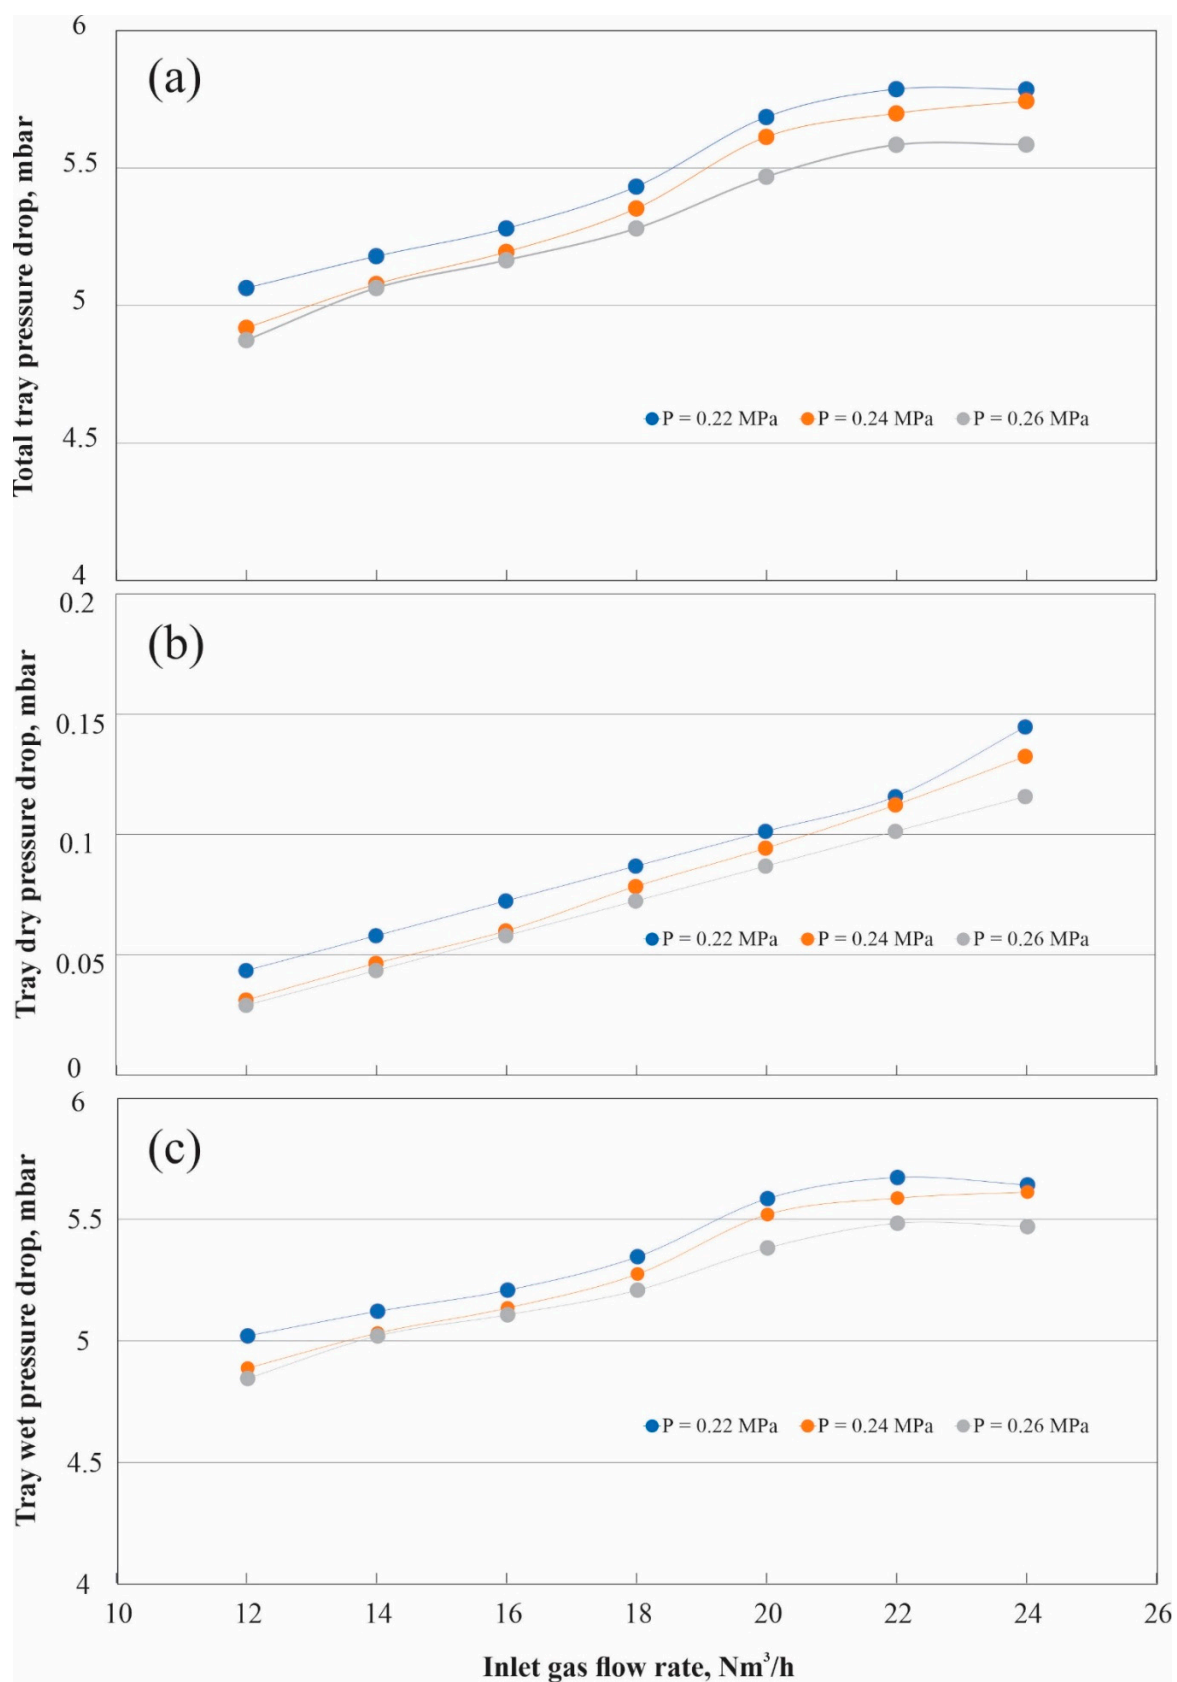 (a)
Total tray pressure drop, mbar
6
5.5
5
4.5
4
P = 0.22 MPa P = 0.24 MPa P = 0.26 MPa
(b)
Tray dry pressure drop, mbar
0.2
0.15
0.1
0.05
0
P = 0.22 MPa P = 0.24 MPa P = 0.26 MPa
(c)
Tray wet pressure drop, mbar
6
5.5
5
4.5
4
P = 0.22 MPa P = 0.24 MPa P = 0.26 MPa
10 12 14 16 18 20 22 24 26
Inlet gas flow rate, Nm³/h